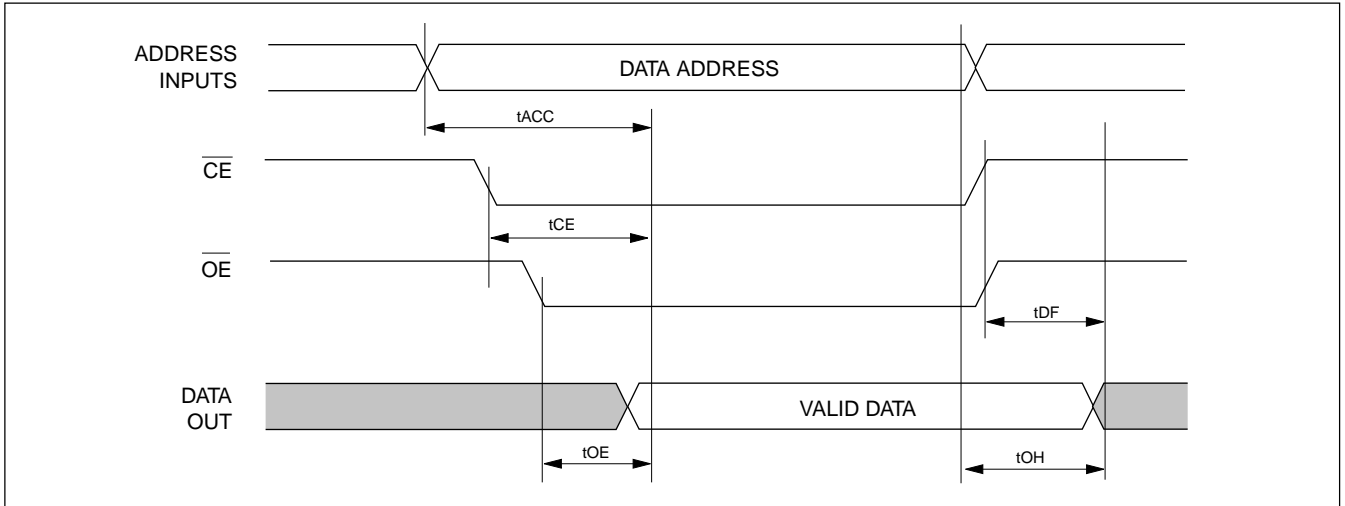 ADDRESS
INPUTS
DATA ADDRESS
tACC
CE
tCE
OE
tDF
DATA
OUT
VALID DATA
tOE
tOH